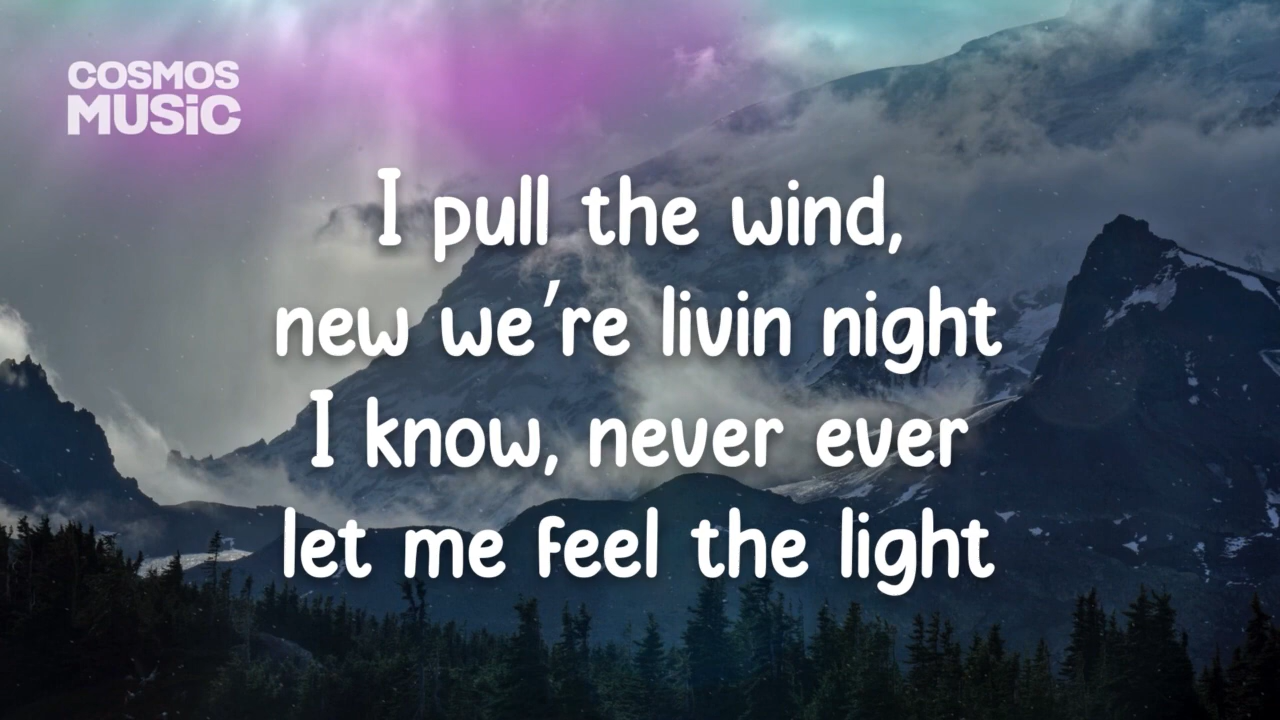 COSMOS
MUSiC
I pull the wind,
new we’re livin night
I know, never ever
let me feel the light